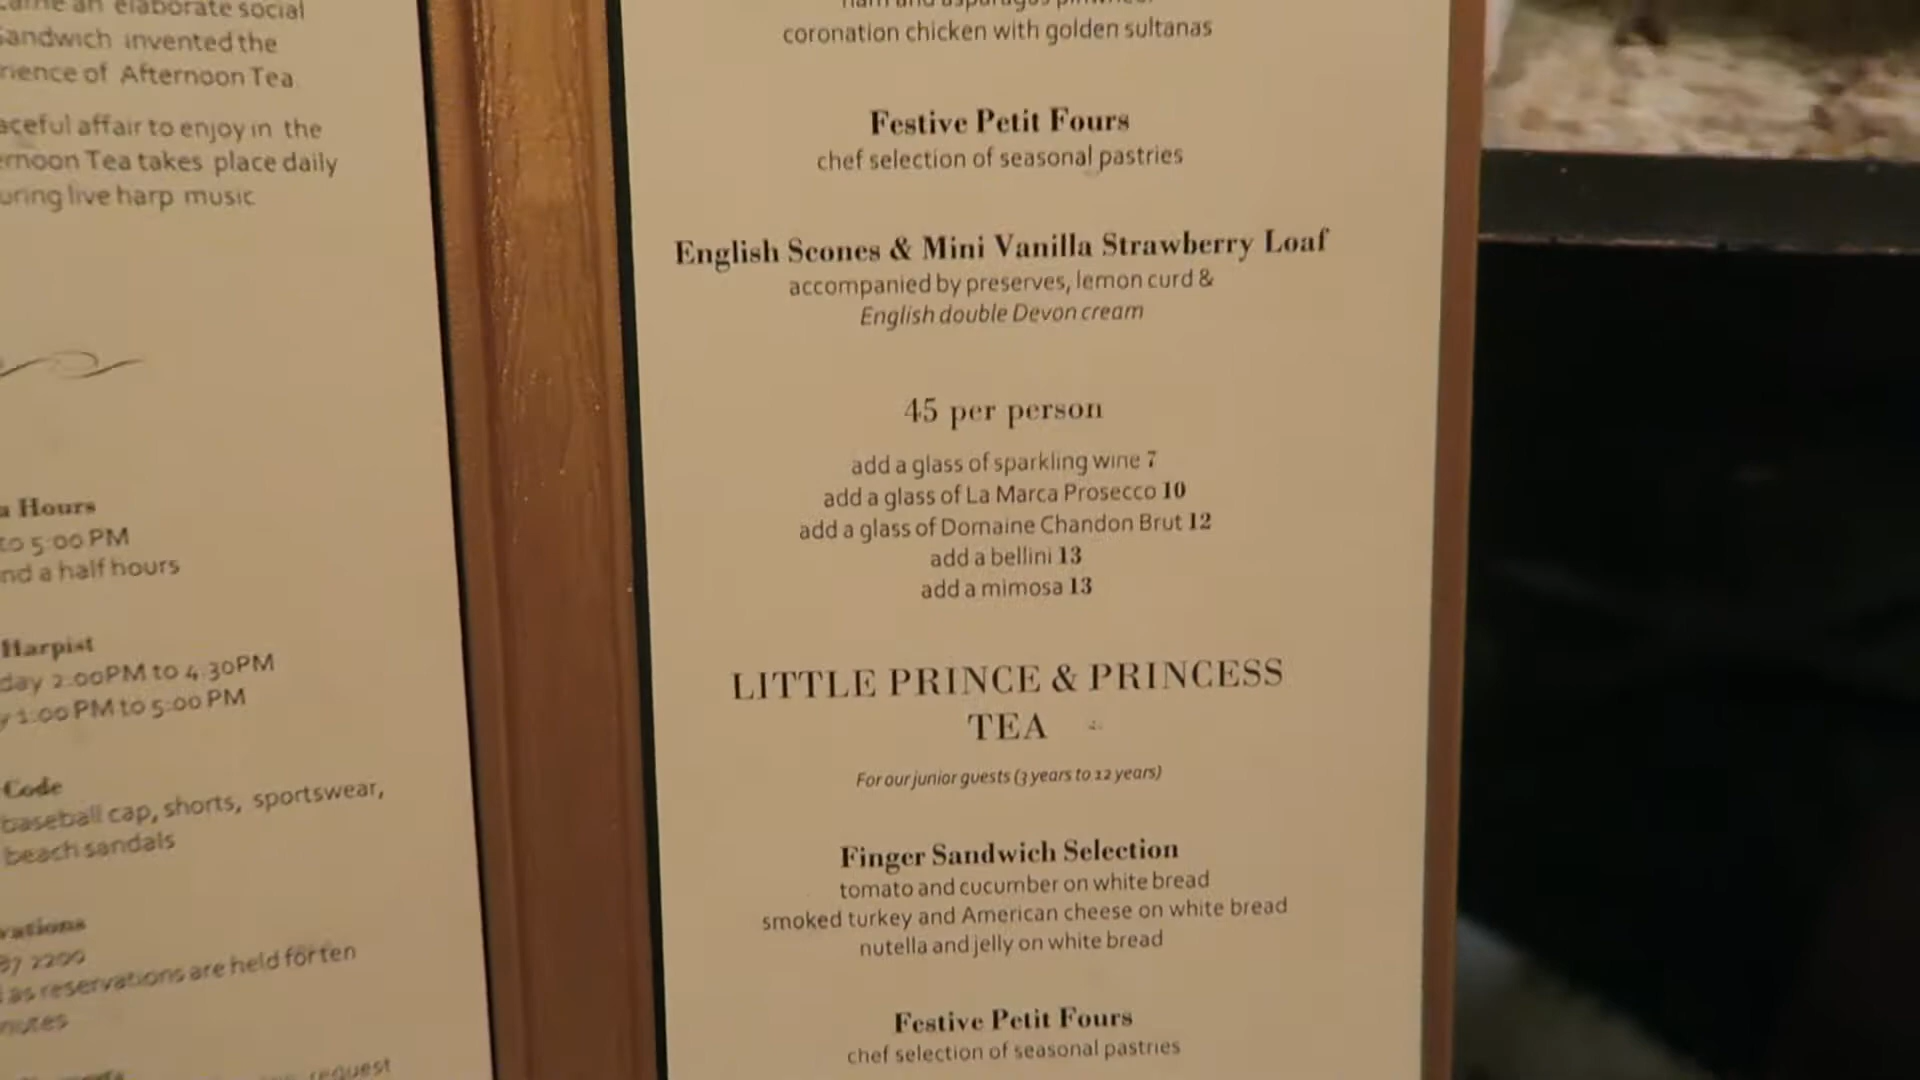 an elaborate social
Sandwich invented the
rience of Afternoon Tea
aceful affair to enjoy in the
ernoon Tea takes place daily
uring live harp music
a Hours
to 5:00 PM
nd a half hours
Harpist
day 2:00PM to 4:30PM
y 1:00 PM to 5:00 PM
Code
baseball cap, shorts, sportswear,
beach sandals
vations
87 2200
as reservations are held for ten
nutes
request
ham and asparagus pinwheel
coronation chicken with golden sultanas
Festive Petit Fours
chef selection of seasonal pastries
English Scones & Mini Vanilla Strawberry Loaf
accompanied by preserves, lemon curd &
English double Devon cream
45 per person
add a glass of sparkling wine 7
add a glass of La Marca Prosecco 10
add a glass of Domaine Chandon Brut 12
add a bellini 13
add a mimosa 13
LITTLE PRINCE & PRINCESS
TEA
For our junior guests (3 years to 12 years)
Finger Sandwich Selection
tomato and cucumber on white bread
smoked turkey and American cheese on white bread
nutella and jelly on white bread
Festive Petit Fours
chef selection of seasonal pastries